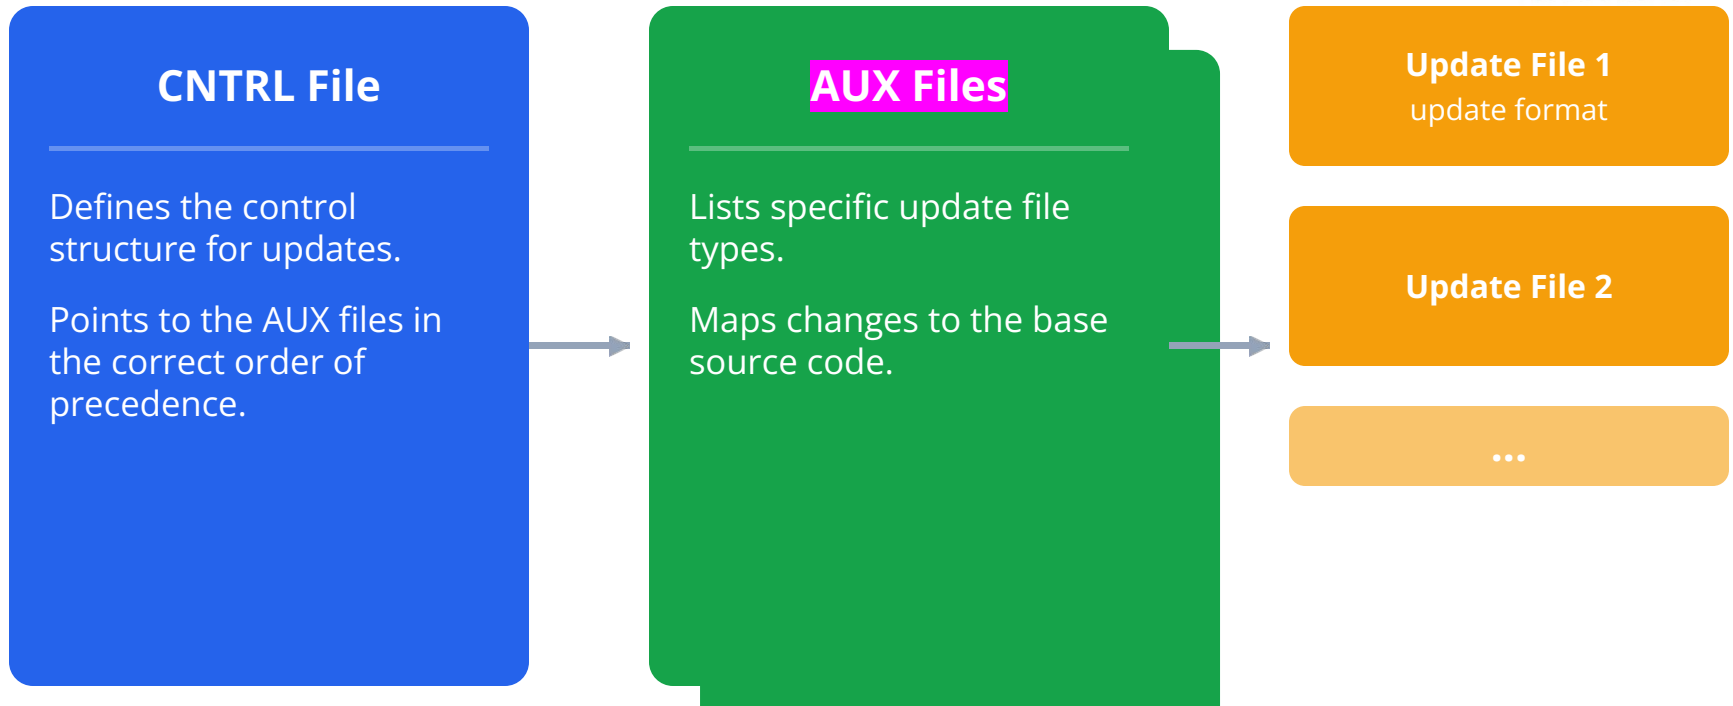 CNTRL File
Defines the control
structure for updates.
Points to the AUX files in
the correct order of
precedence.
AUX Files
Lists specific update file
types.
Maps changes to the base
source code.
Update File 1
update format
Update File 2
...